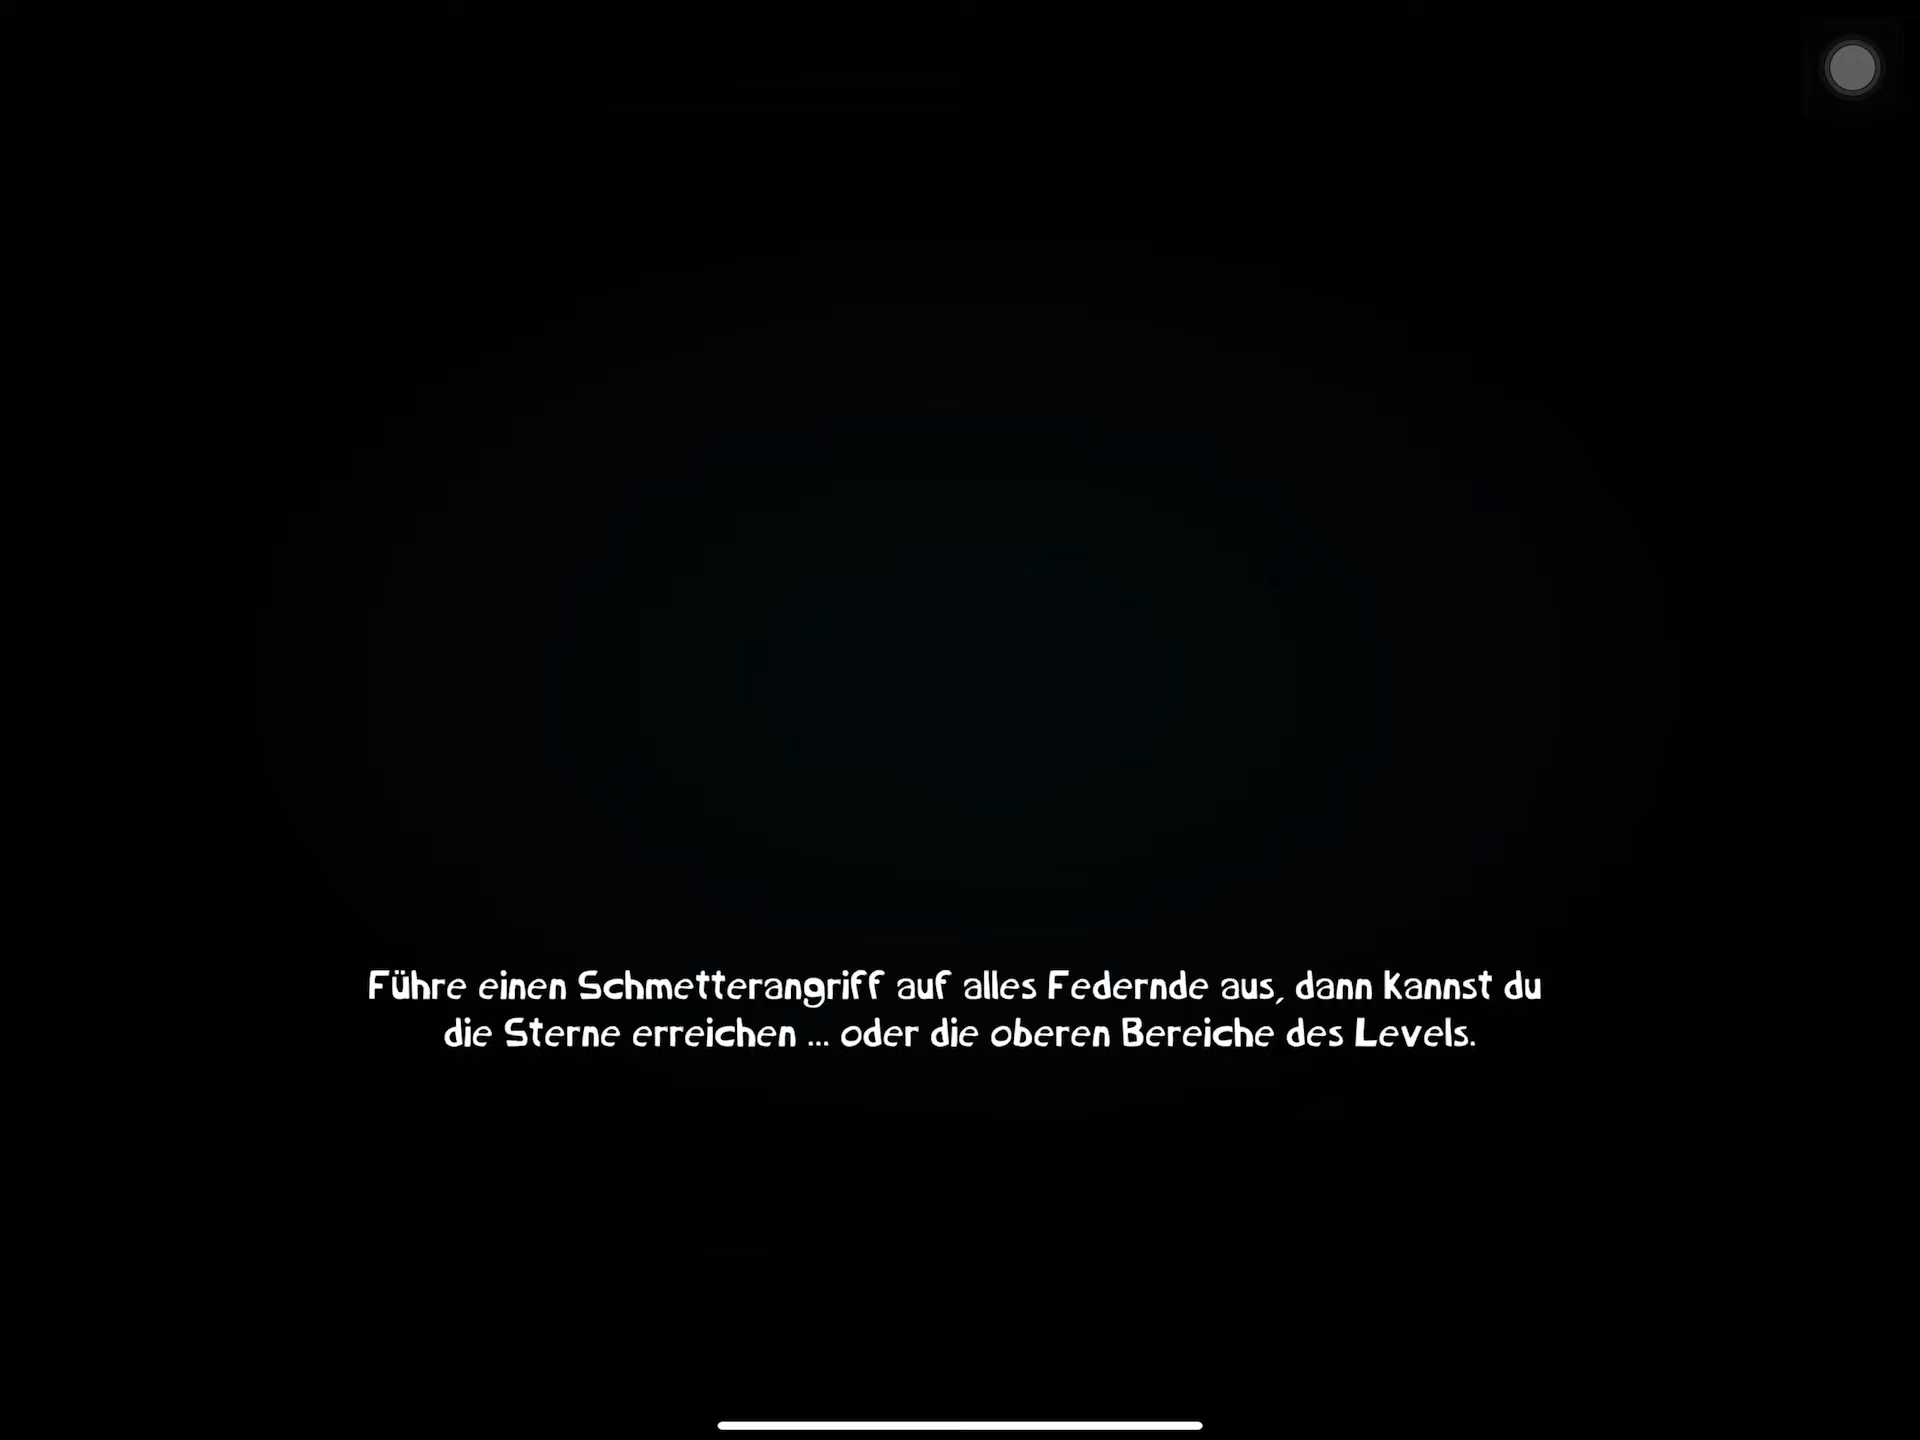 Führe einen Schmetterangriff auf alles Federnde aus, dann kannst du
die Sterne erreichen ... oder die oberen Bereiche des Levels.